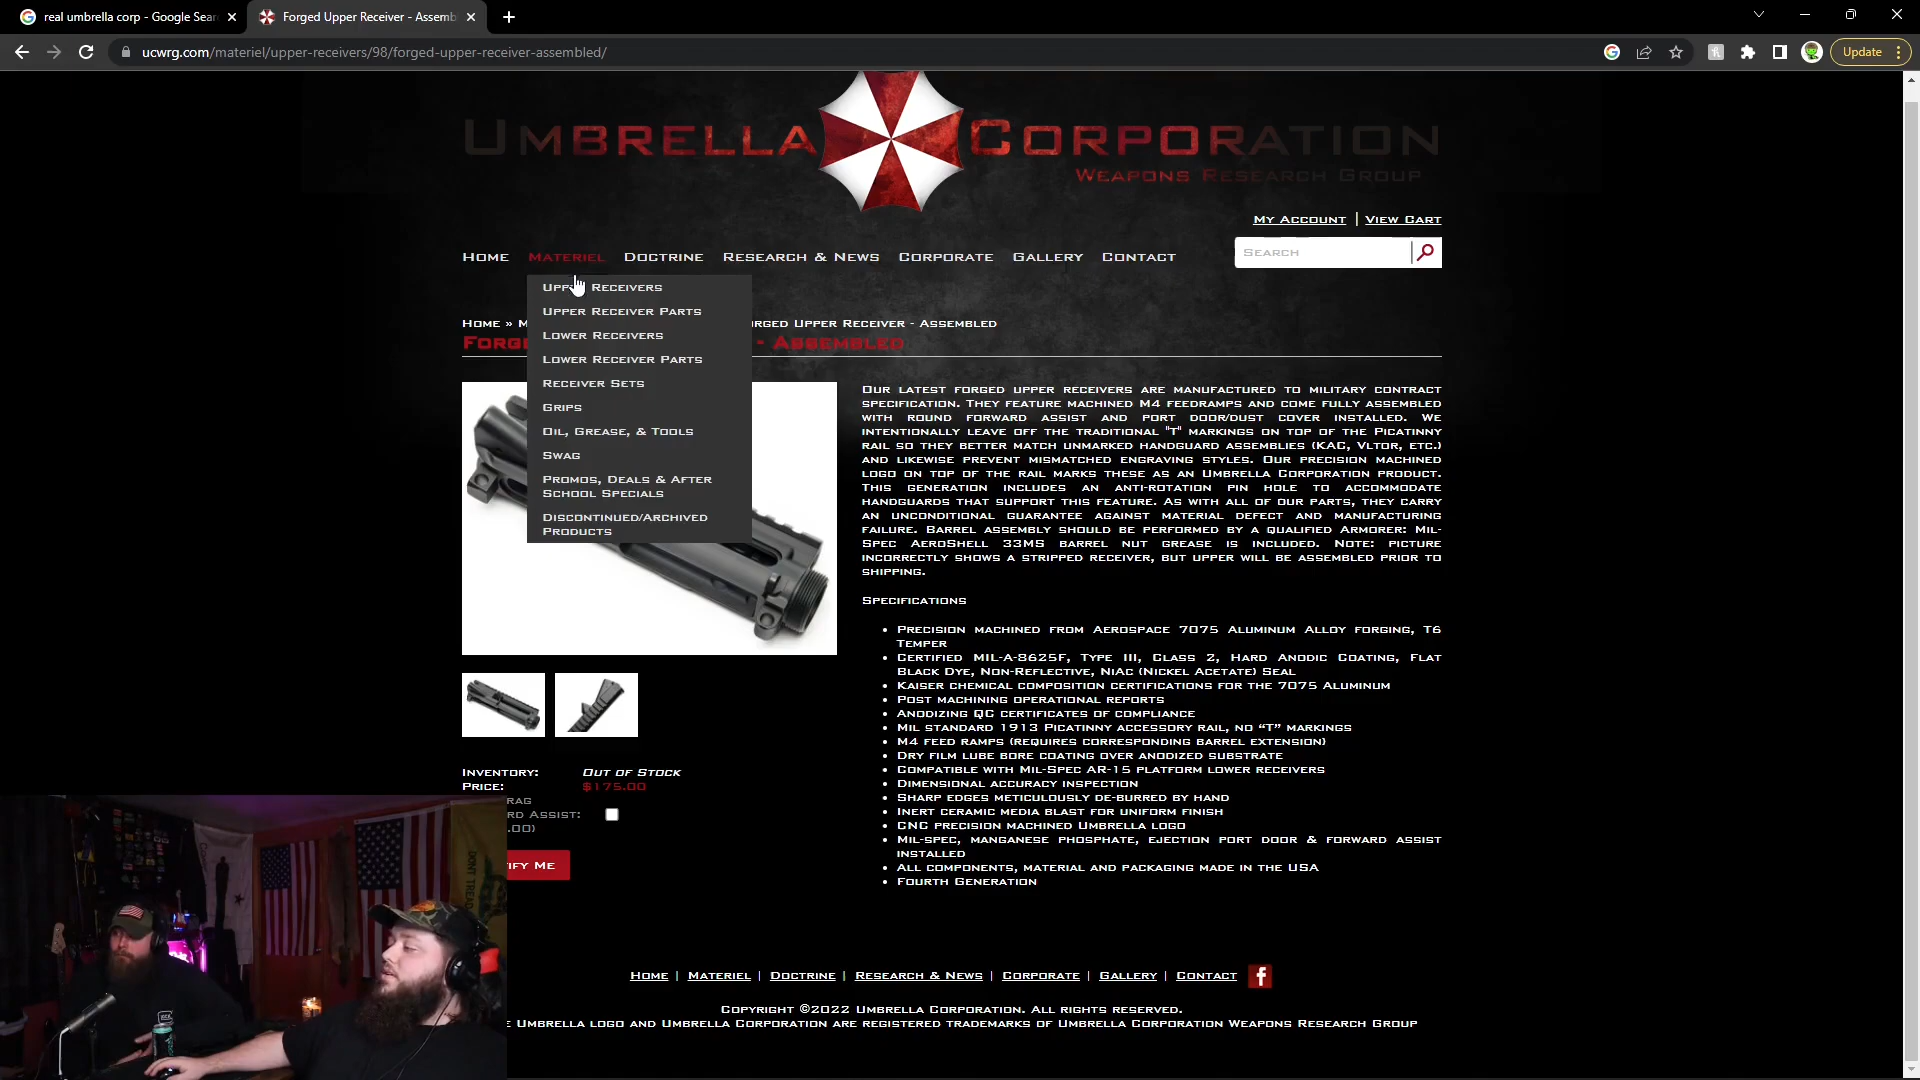 real umbrella corp - Google Sear
Forged Upper Receiver - Assemb
ucwrg.com/materiel/upper-receivers/98/forged-upper-receiver-assembled/
Update
Umbrella Corporation
Weapons Research Group
My Account | View Cart
Home Materiel Doctrine Research & News Corporate Gallery Contact
Search
Upper Receivers
Upper Receiver Parts
Lower Receivers
Lower Receiver Parts
Receiver Sets
Grips
Oil, Grease, & Tools
Swag
Promos, Deals & After
School Specials
Discontinued/Archived
Products
Home » M
rged Upper Receiver - Assembled
Forg
- Assembled
Our latest forged upper receivers are manufactured to military contract
specification. They feature machined M4 feedramps and come fully assembled
with round forward assist and port door/dust cover installed. We
intentionally leave off the traditional "T" markings on top of the Picatinny
rail so they better match unmarked handguard assemblies (KAC, Vltor, etc.)
and likewise prevent mismatched engraving styles. Our precision machined
logo on top of the rail marks these as an Umbrella Corporation product.
This generation includes an anti-rotation pin hole to accommodate
handguards that support this feature. As with all of our parts, they carry
an unconditional guarantee against material defect and manufacturing
failure. Barrel assembly should be performed by a qualified Armorer: Mil-
Spec AeroShell 33MS barrel nut grease is included. Note: picture
incorrectly shows a stripped receiver, but upper will be assembled prior to
shipping.
Specifications
• Precision machined from Aerospace 7075 Aluminum Alloy forging, T6
Temper
• Certified MIL-A-8625F, Type III, Class 2, Hard Anodic Coating, Flat
Black Dye, Non-Reflective, NiAc (Nickel Acetate) Seal
• Kaiser chemical composition certifications for the 7075 Aluminum
• Post machining operational reports
• Anodizing QC certificates of compliance
• Mil standard 1913 Picatinny accessory rail, no “T” markings
• M4 feed ramps (requires corresponding barrel extension)
• Dry film lube bore coating over anodized substrate
• Compatible with Mil-Spec AR-15 platform lower receivers
• Dimensional accuracy inspection
• Sharp edges meticulously de-burred by hand
• Inert ceramic media blast for uniform finish
• CNC precision machined Umbrella logo
• Mil-spec, manganese phosphate, ejection port door & forward assist
installed
• All components, material and packaging made in the USA
• Fourth Generation
Inventory: Out of Stock
Price: $175.00
rag
rd Assist:
.00)
ify Me
DON'T TREAD
Home | Materiel | Doctrine | Research & News | Corporate | Gallery | Contact
Copyright ©2022 Umbrella Corporation. All rights reserved.
e Umbrella logo and Umbrella Corporation are registered trademarks of Umbrella Corporation Weapons Research Group